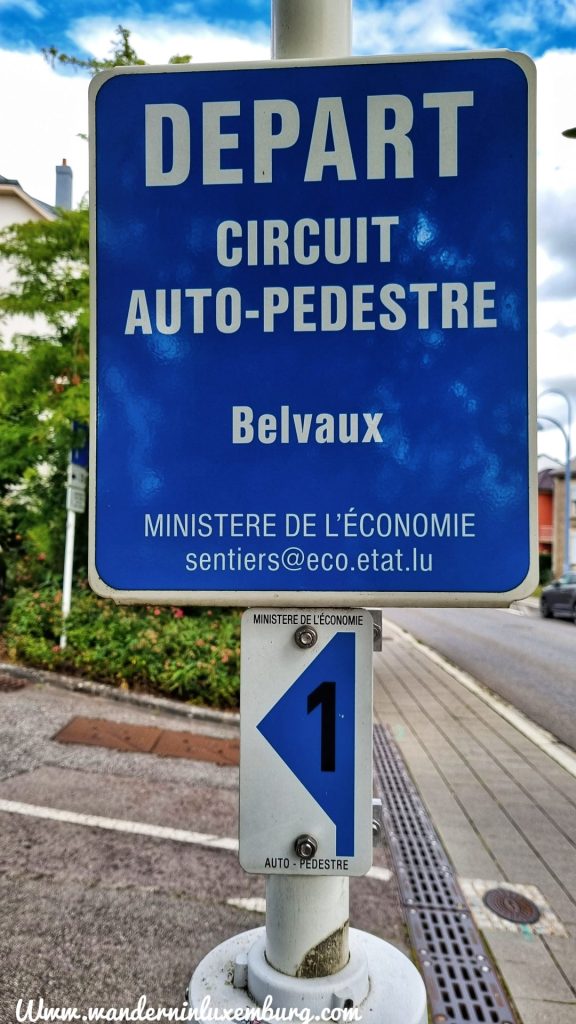 DEPART
CIRCUIT
AUTO-PEDESTRE
Belvaux
MINISTERE DE L'ÉCONOMIE
sentiers@eco.etat.lu
MINISTERE DE L'ÉCONOMIE
1
AUTO - PEDESTRE
Www.wanderninluxemburg.com